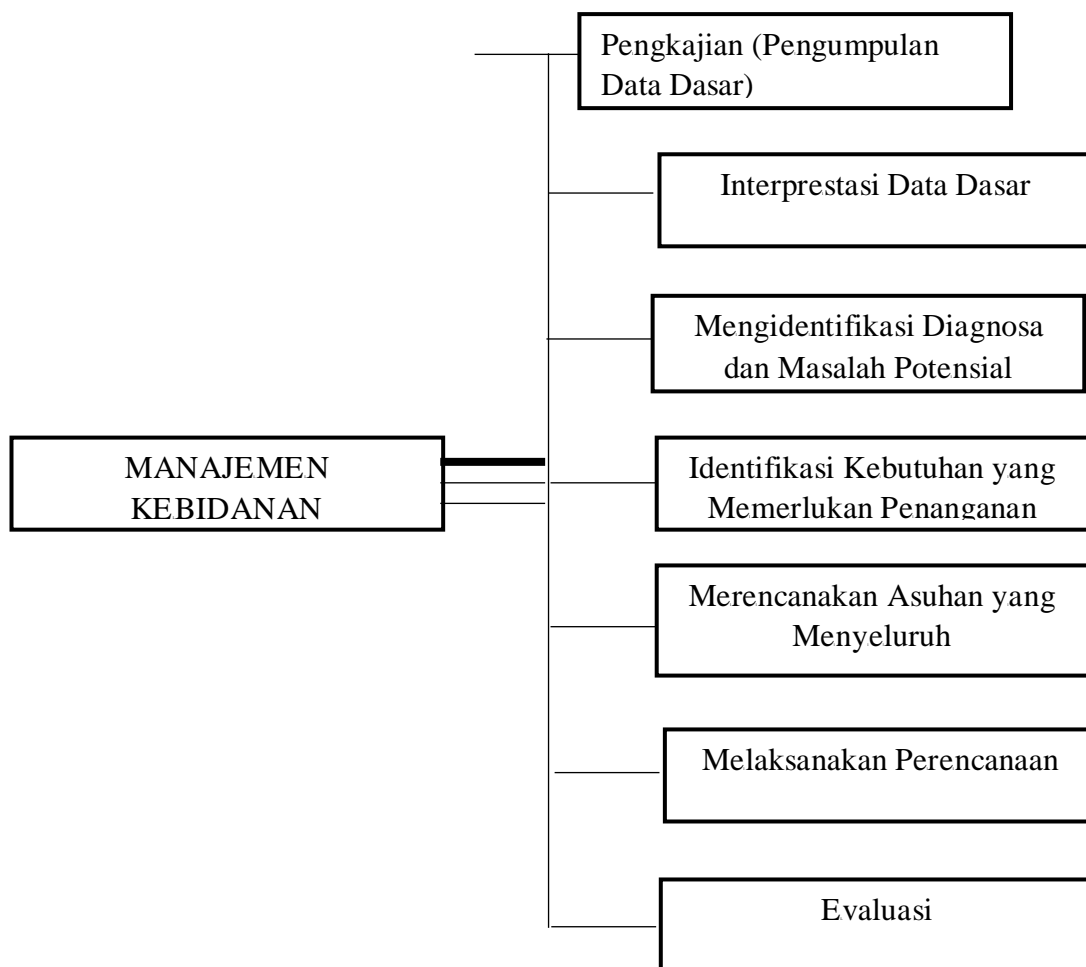 Pengkajian (Pengumpulan
Data Dasar)
Interprestasi Data Dasar
Mengidentifikasi Diagnosa
dan Masalah Potensial
MANAJEMEN
KEBIDANAN
Identifikasi Kebutuhan yang
Memerlukan Penanganan
Merencanakan Asuhan yang
Menyeluruh
Melaksanakan Perencanaan
Evaluasi